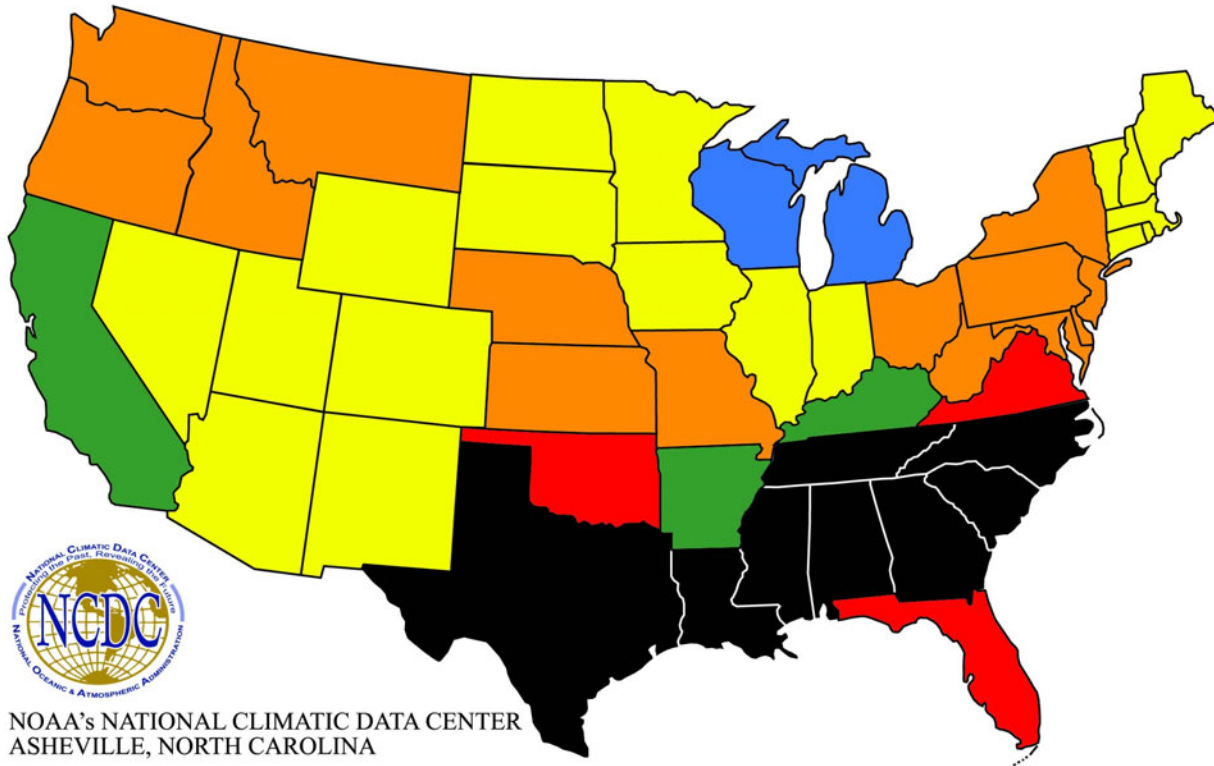 NATIONAL CLIMATIC DATA CENTER
Protecting the Past, Revealing the Future
NCDC
NATIONAL OCEANIC & ATMOSPHERIC ADMINISTRATION
NOAA's NATIONAL CLIMATIC DATA CENTER
ASHEVILLE, NORTH CAROLINA